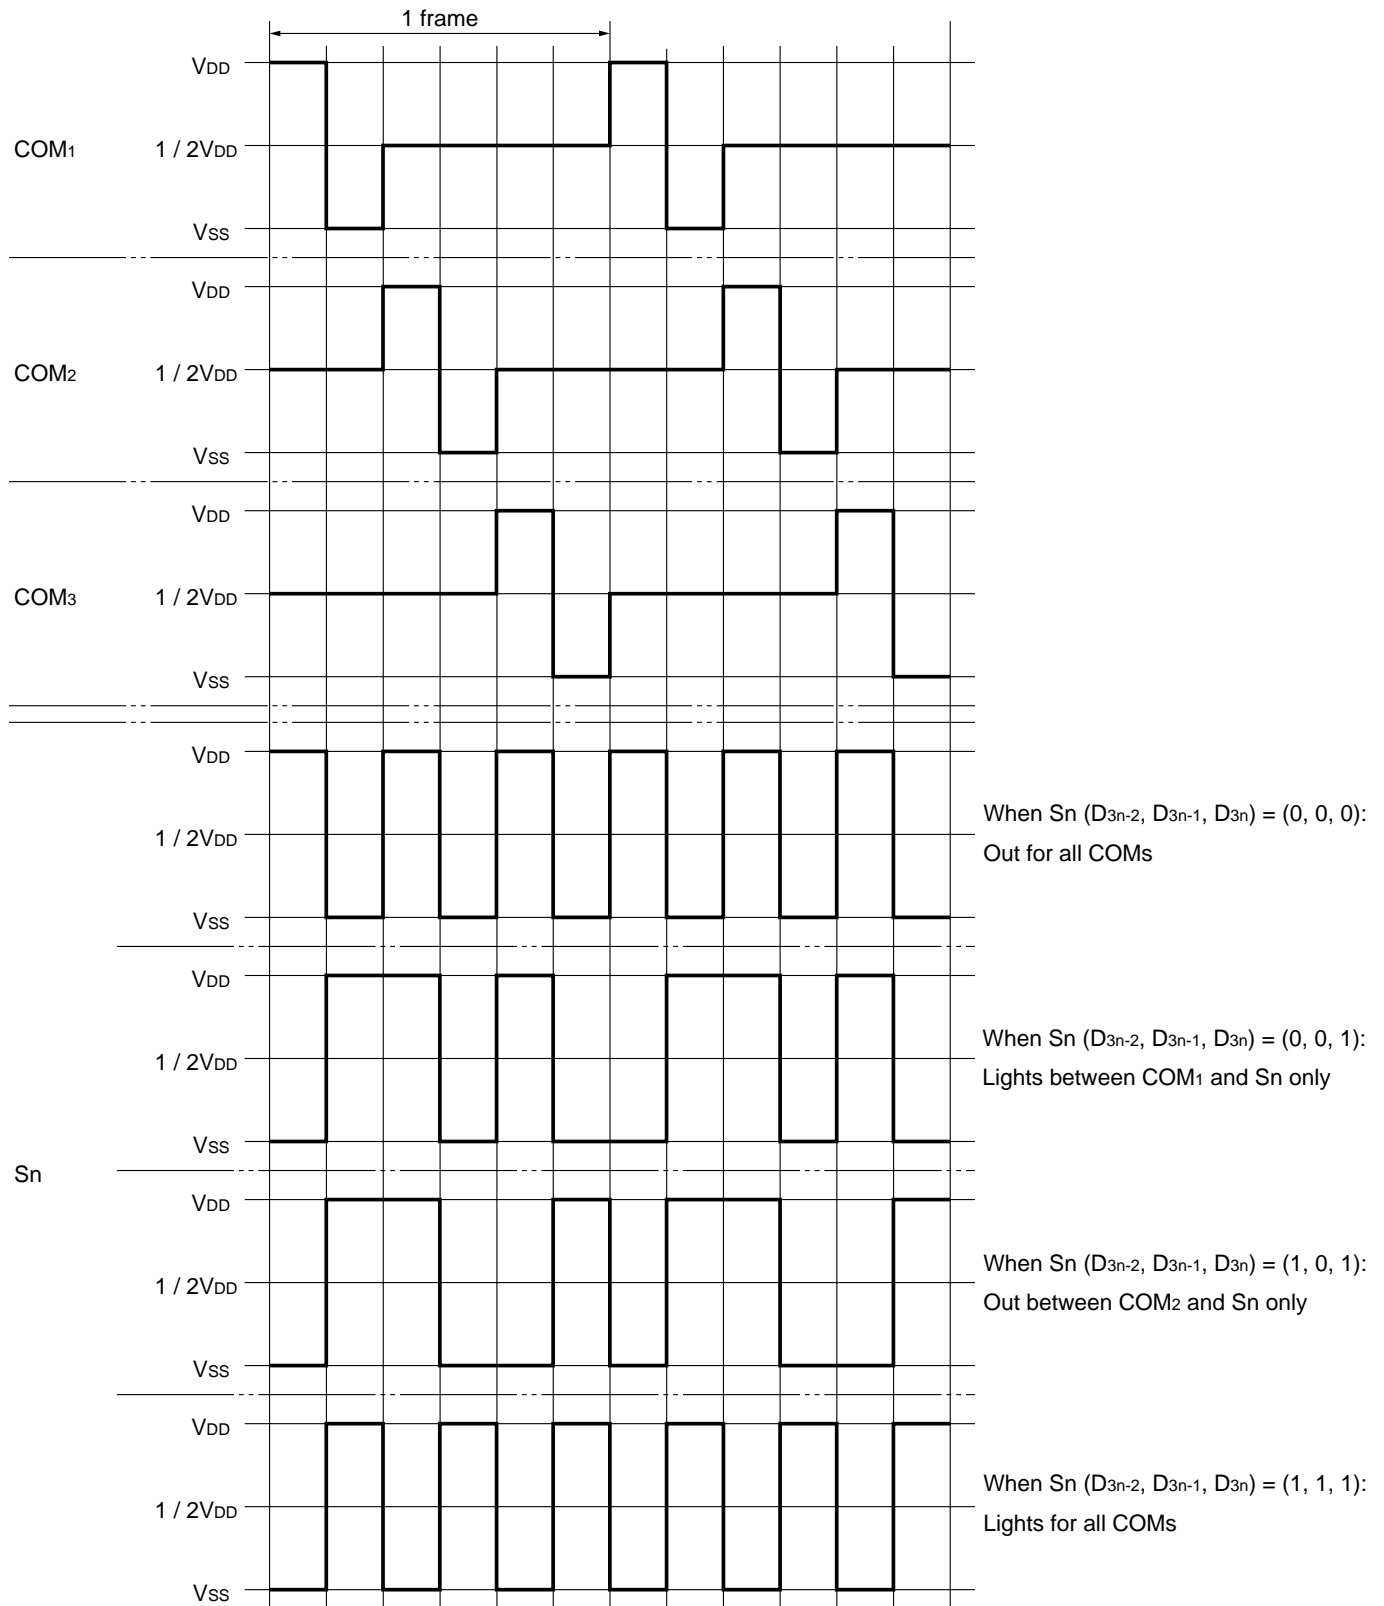 1 frame
VDD
COM1 1 / 2VDD
VSS
VDD
COM2 1 / 2VDD
VSS
VDD
COM3 1 / 2VDD
VSS
VDD
When Sn (D3n-2, D3n-1, D3n) = (0, 0, 0):
1 / 2VDD
Out for all COMs
VSS
VDD
When Sn (D3n-2, D3n-1, D3n) = (0, 0, 1):
1 / 2VDD
Lights between COM1 and Sn only
VSS
Sn
VDD
When Sn (D3n-2, D3n-1, D3n) = (1, 0, 1):
1 / 2VDD
Out between COM2 and Sn only
VSS
VDD
When Sn (D3n-2, D3n-1, D3n) = (1, 1, 1):
1 / 2VDD
Lights for all COMs
VSS